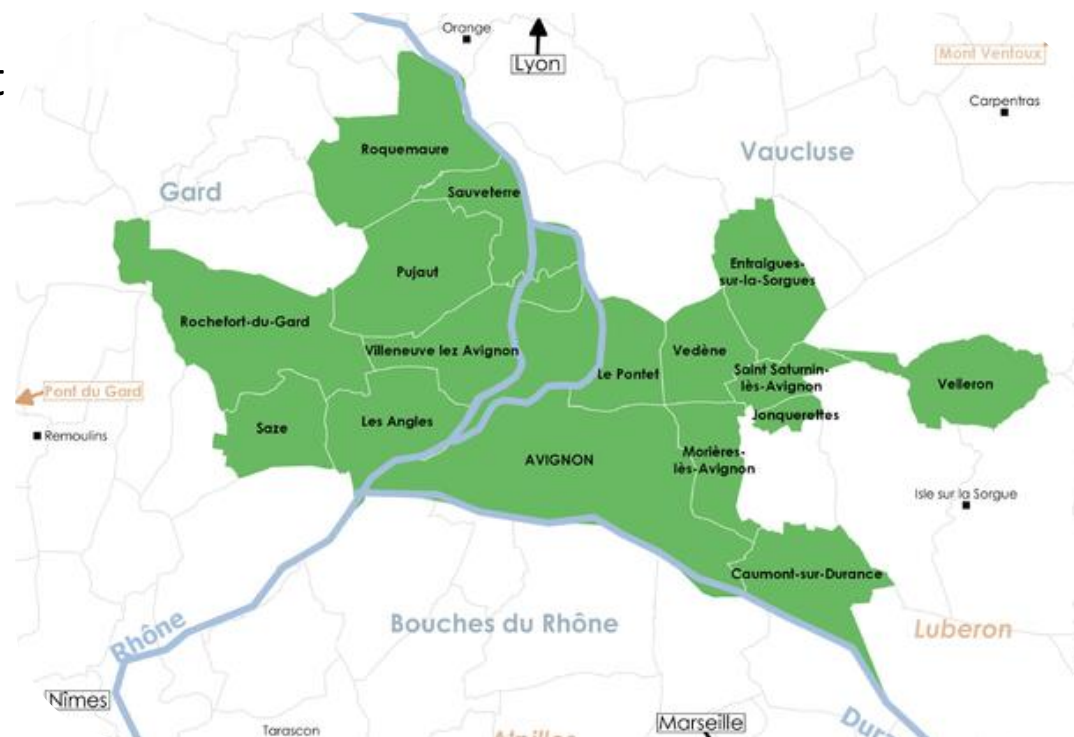 t
Orange
Lyon
Mont Ventoux
Carpentras
Roquemaure
Vaucluse
Gard
Sauveterre
Pujaut
Entraigues-
sur-la-Sorgues
Rochefort-du-Gard
Villeneuve lez Avignon
Vedène
Le Pontet
Saint Saturnin-
lès-Avignon
Velleron
Pont du Gard
Jonquerettes
Saze
Les Angles
Remoulins
AVIGNON
Morières-
lès-Avignon
Isle sur la Sorgue
Caumont-sur-Durance
Bouches du Rhône
Luberon
Rhône
Nîmes
Tarascon
Marseille